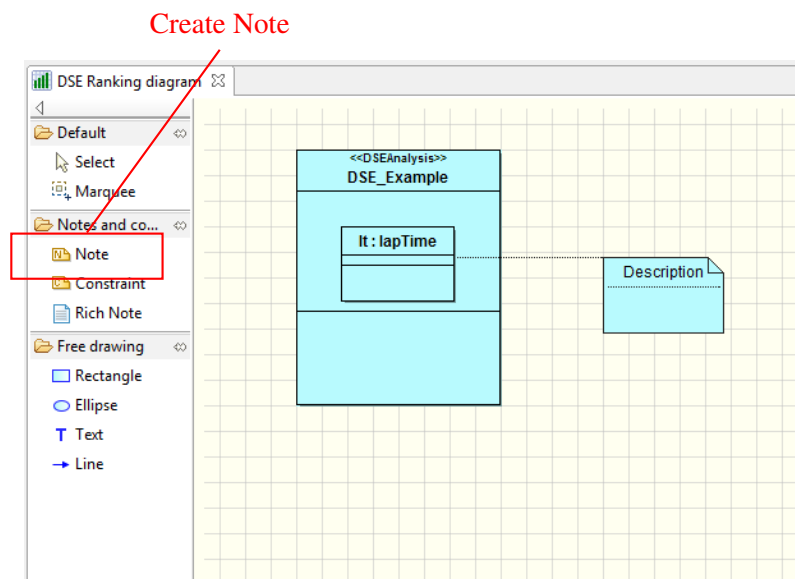 Create Note
DSE Ranking diagram
Default
Select
Marquee
Notes and co...
Note
Constraint
Rich Note
Free drawing
Rectangle
Ellipse
T Text
Line
<<DSEAnalysis>>
DSE_Example
lt : lapTime
Description